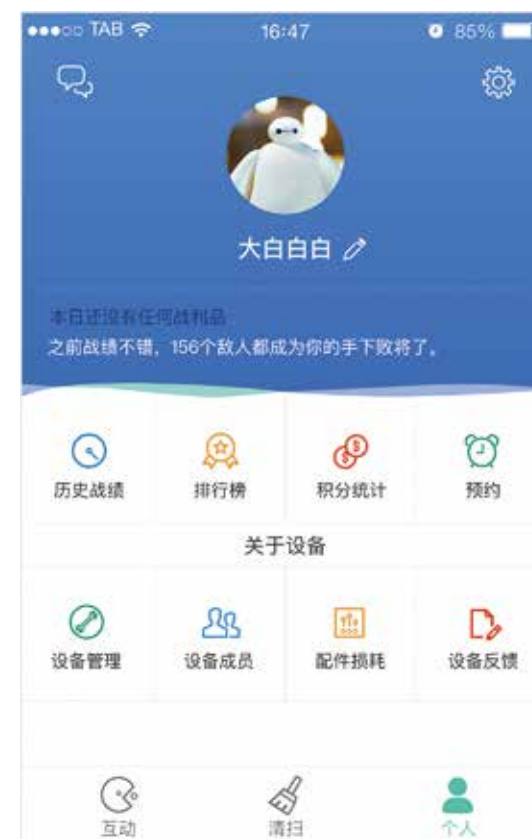 TAB 16:47 85%
大白白白
本日还没有任何战利品
之前战绩不错，156个敌人都成为你的手下败将了。
历史战绩 排行榜 积分统计 预约
关于设备
设备管理 设备成员 配件损耗 设备反馈
互动 清扫 个人